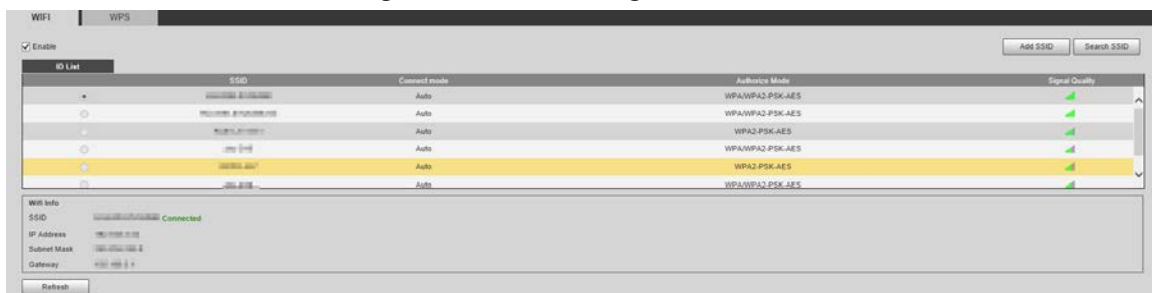 WIFI WPS
Enable Add SSID Search SSID
ID List
SSID Connect mode Authorize Mode Signal Quality
Auto WPA/WPA2-PSK-AES
Auto WPA/WPA2-PSK-AES
Auto WPA2-PSK-AES
Auto WPA/WPA2-PSK-AES
Auto WPA2-PSK-AES
Auto WPA/WPA2-PSK-AES
Wifi Info
SSID Connected
IP Address
Subnet Mask
Gateway
Refresh